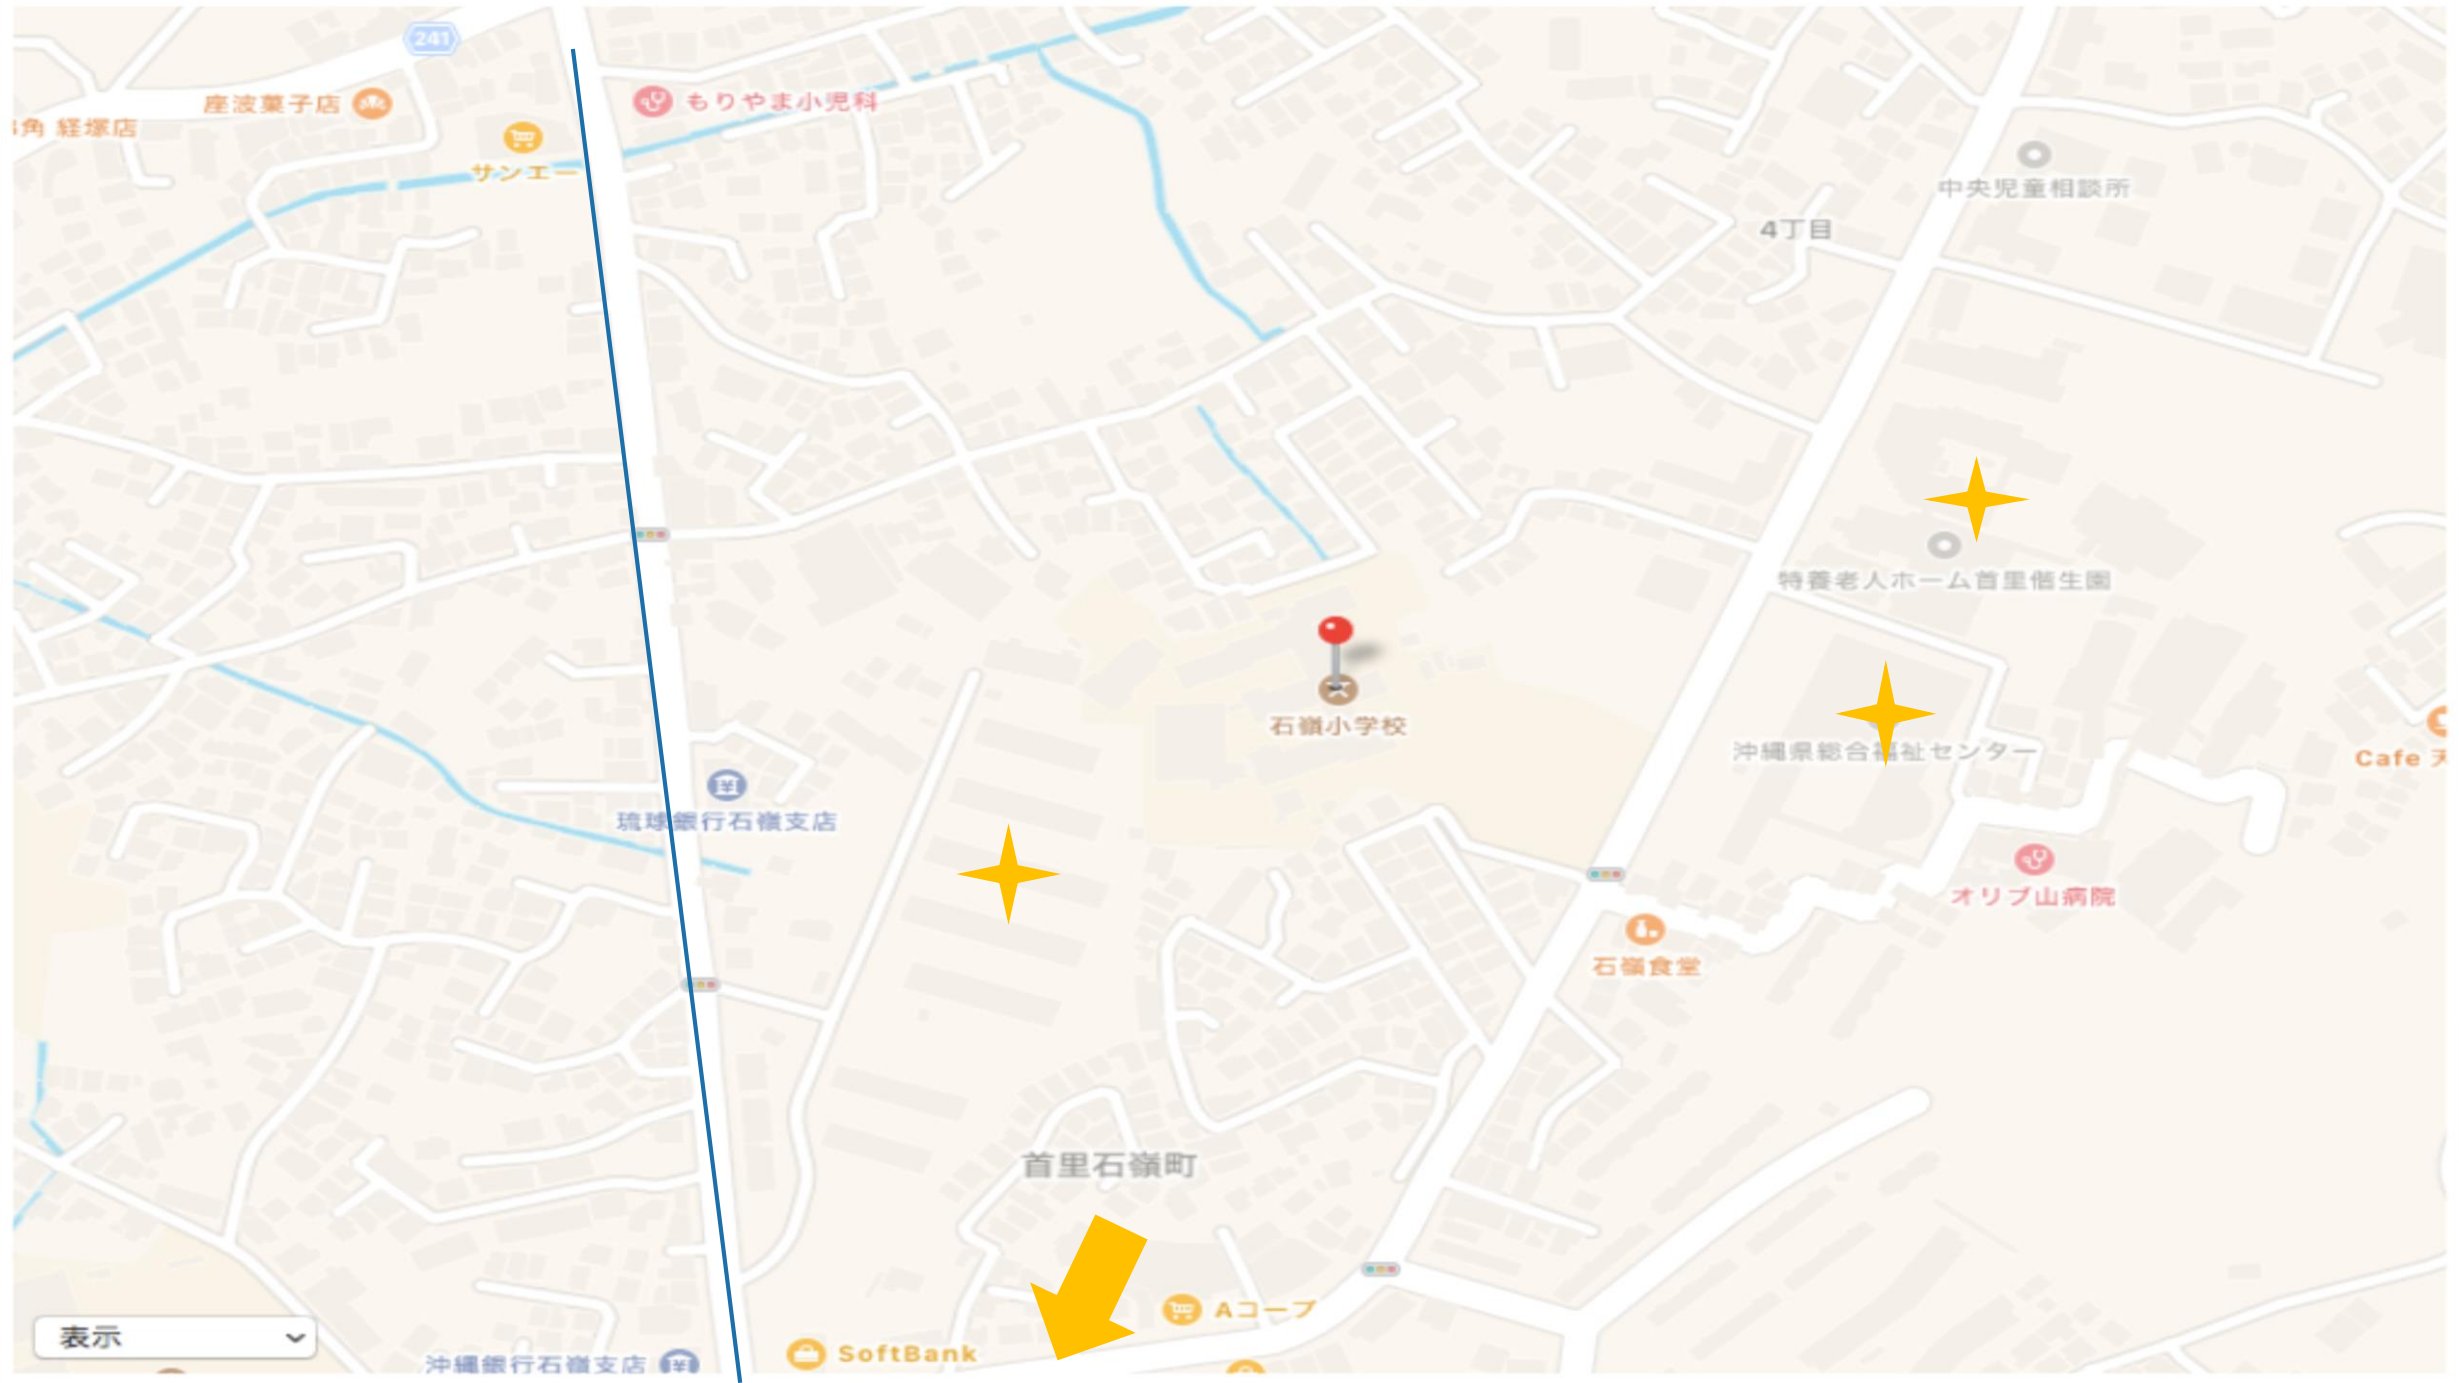 241
座波菓子店
もりやま小児科
角 経塚店
サンエー
中央児童相談所
4丁目
特養老人ホーム首里偕生園
石嶺小学校
沖縄県総合福祉センター
Cafe 天
琉球銀行石嶺支店
オリブ山病院
石嶺食堂
首里石嶺町
Aコープ
表示
SoftBank
沖縄銀行石嶺支店